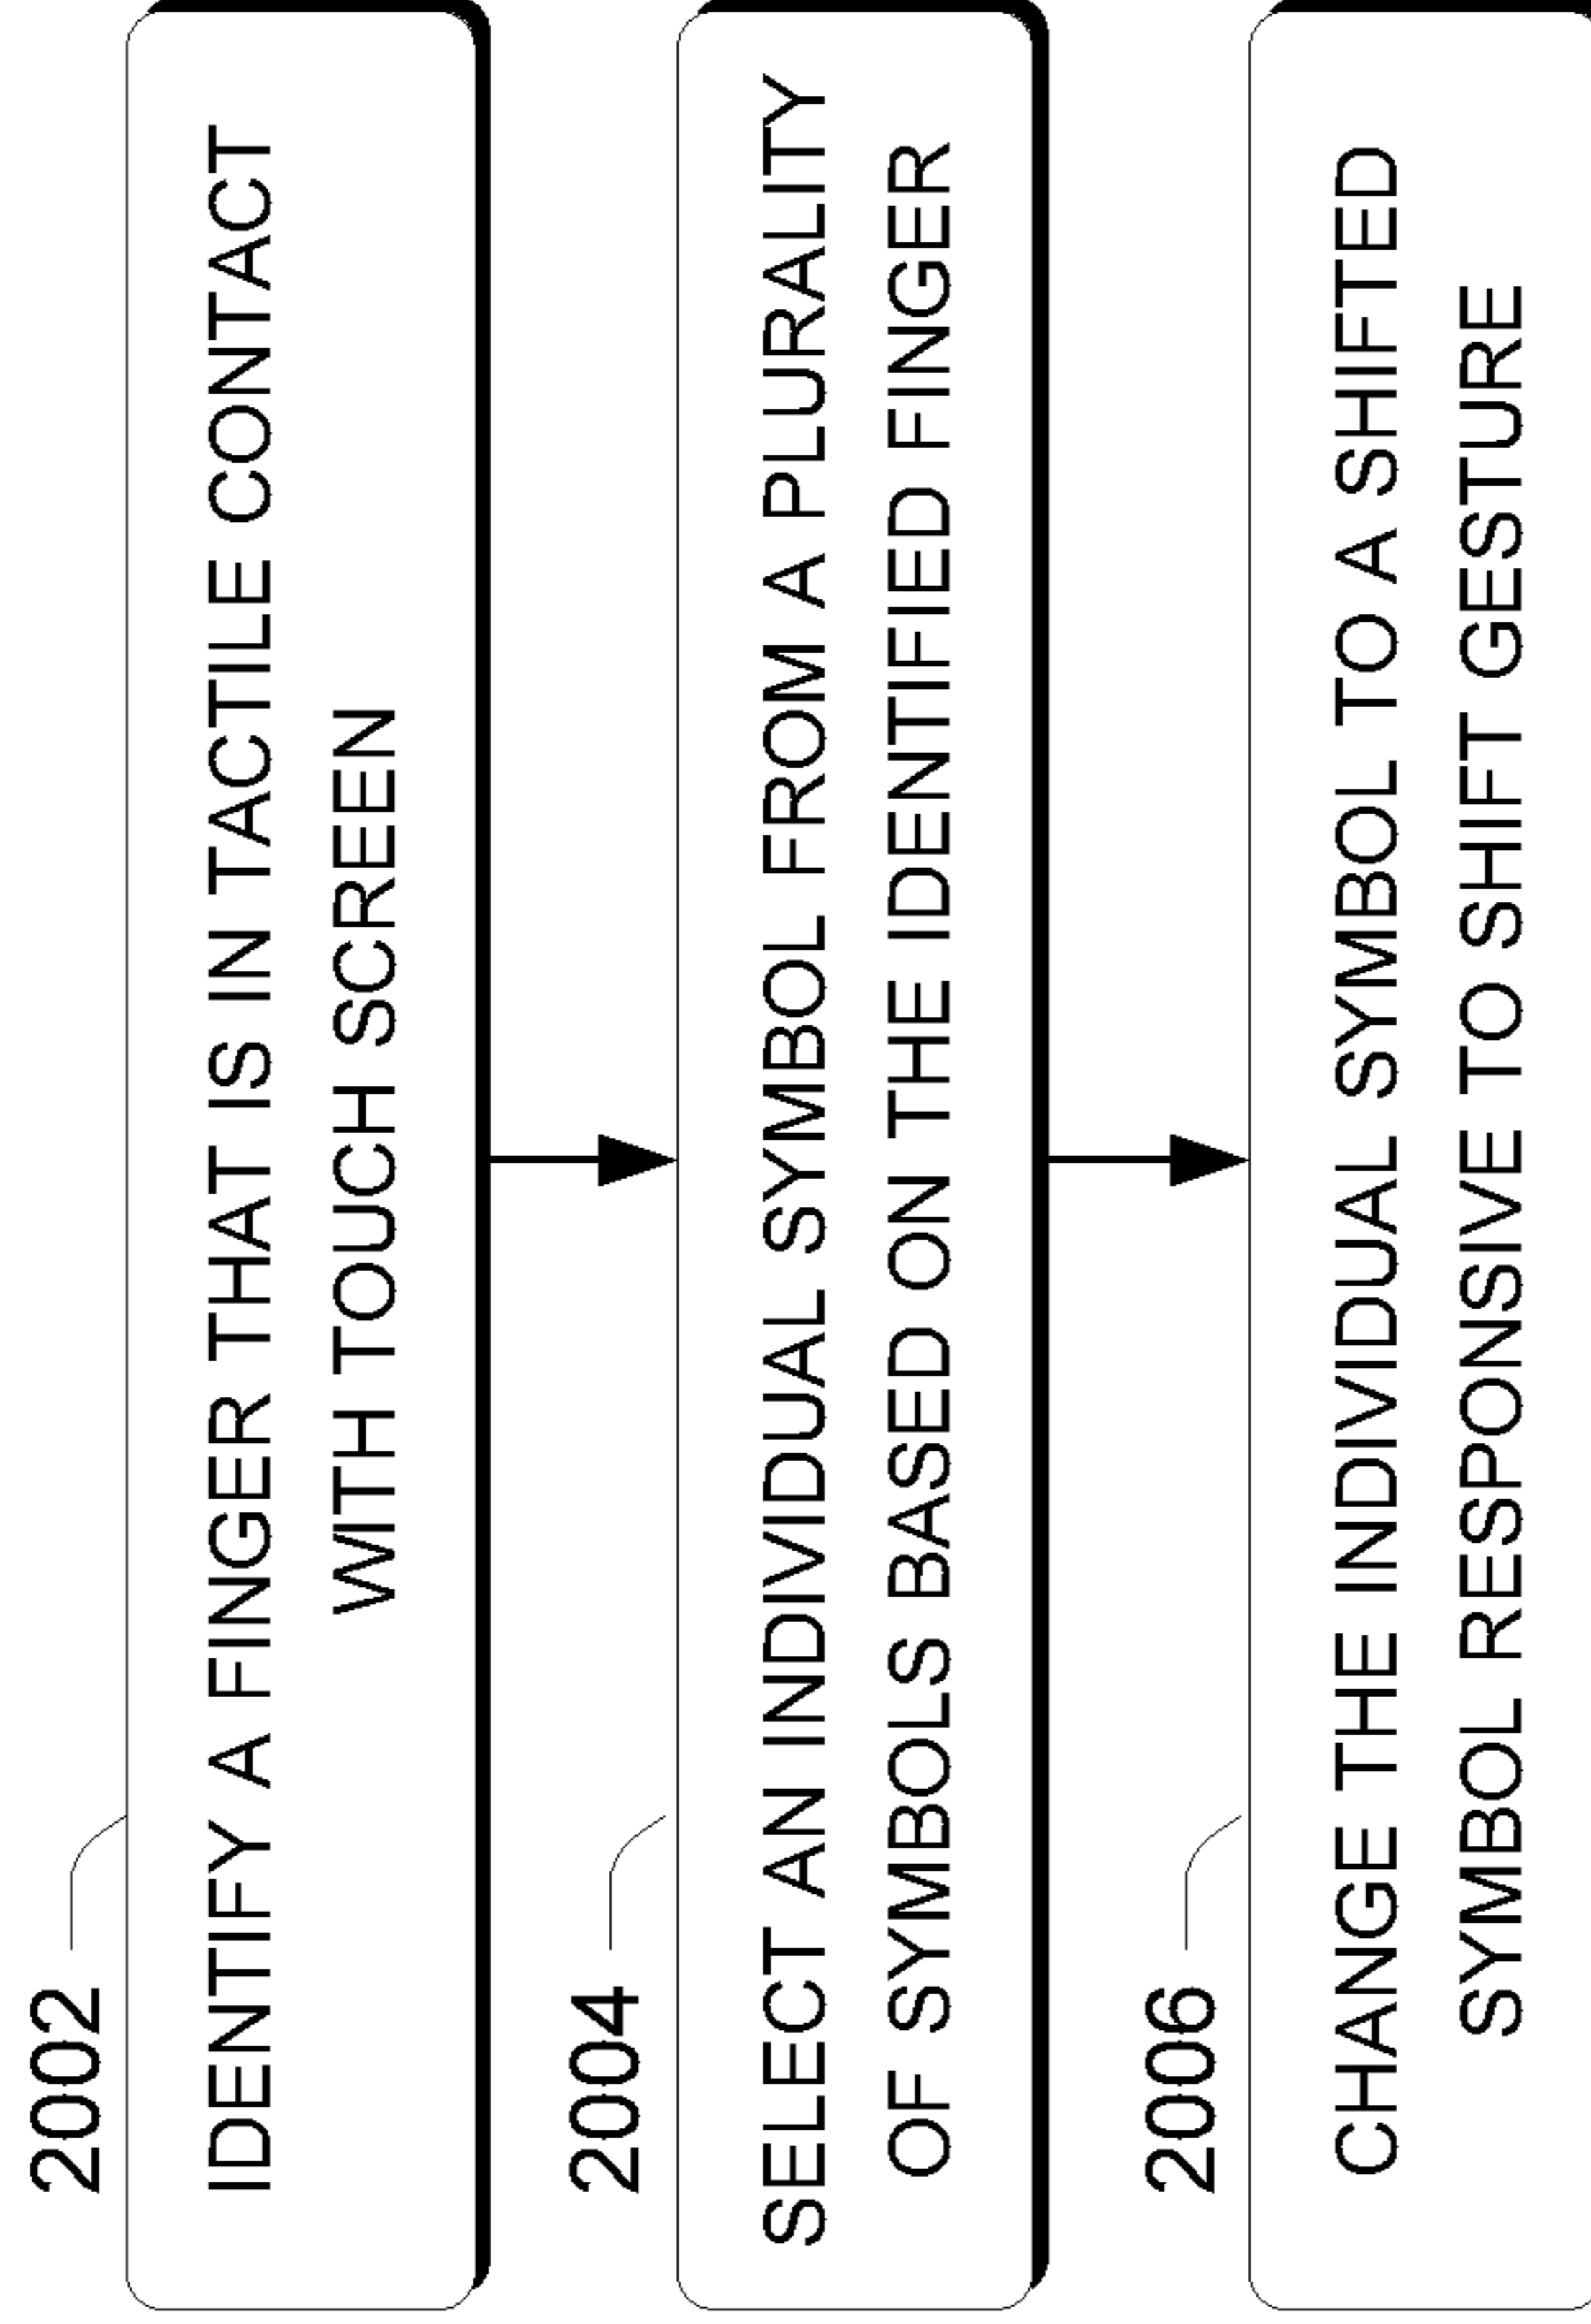 2002
IDENTIFY A FINGER THAT IS IN TACTILE CONTACT
WITH TOUCH SCREEN
2004
SELECT AN INDIVIDUAL SYMBOL FROM A PLURALITY
OF SYMBOLS BASED ON THE IDENTIFIED FINGER
2006
CHANGE THE INDIVIDUAL SYMBOL TO A SHIFTED
SYMBOL RESPONSIVE TO SHIFT GESTURE